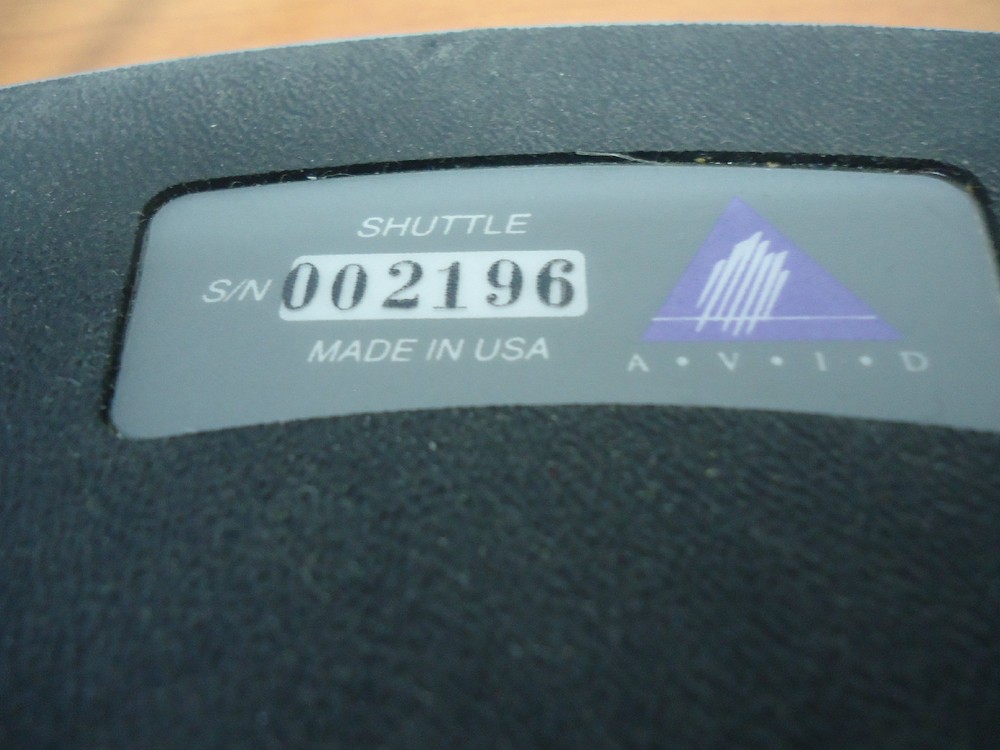 SHUTTLE
S/N 002196
MADE IN USA
A • V • I • D